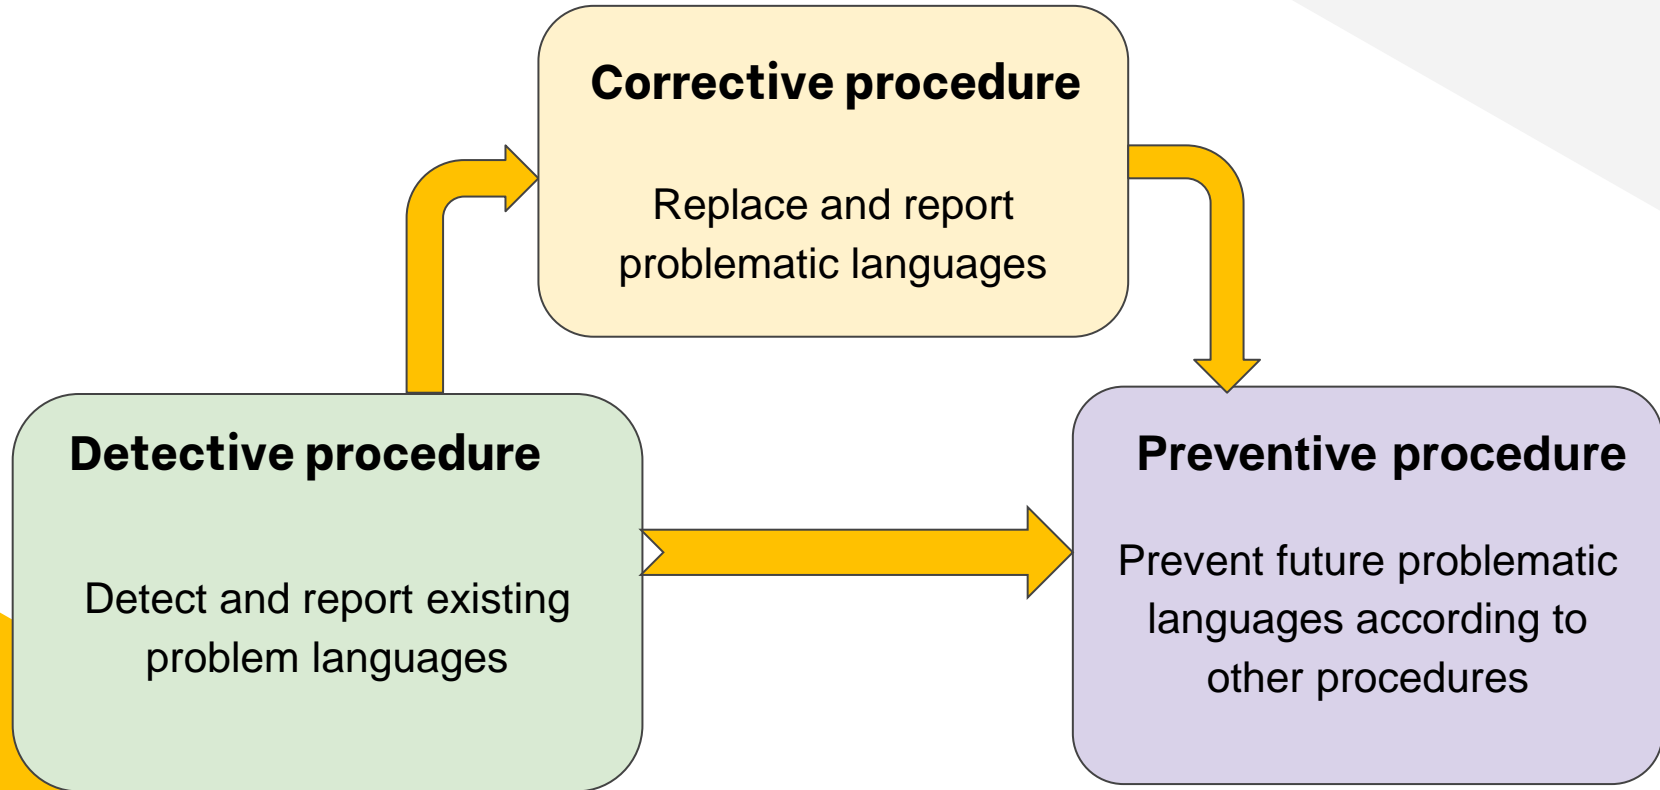 Corrective procedure
Replace and report
problematic languages
Detective procedure
Detect and report existing
problem languages
Preventive procedure
Prevent future problematic
languages according to
other procedures